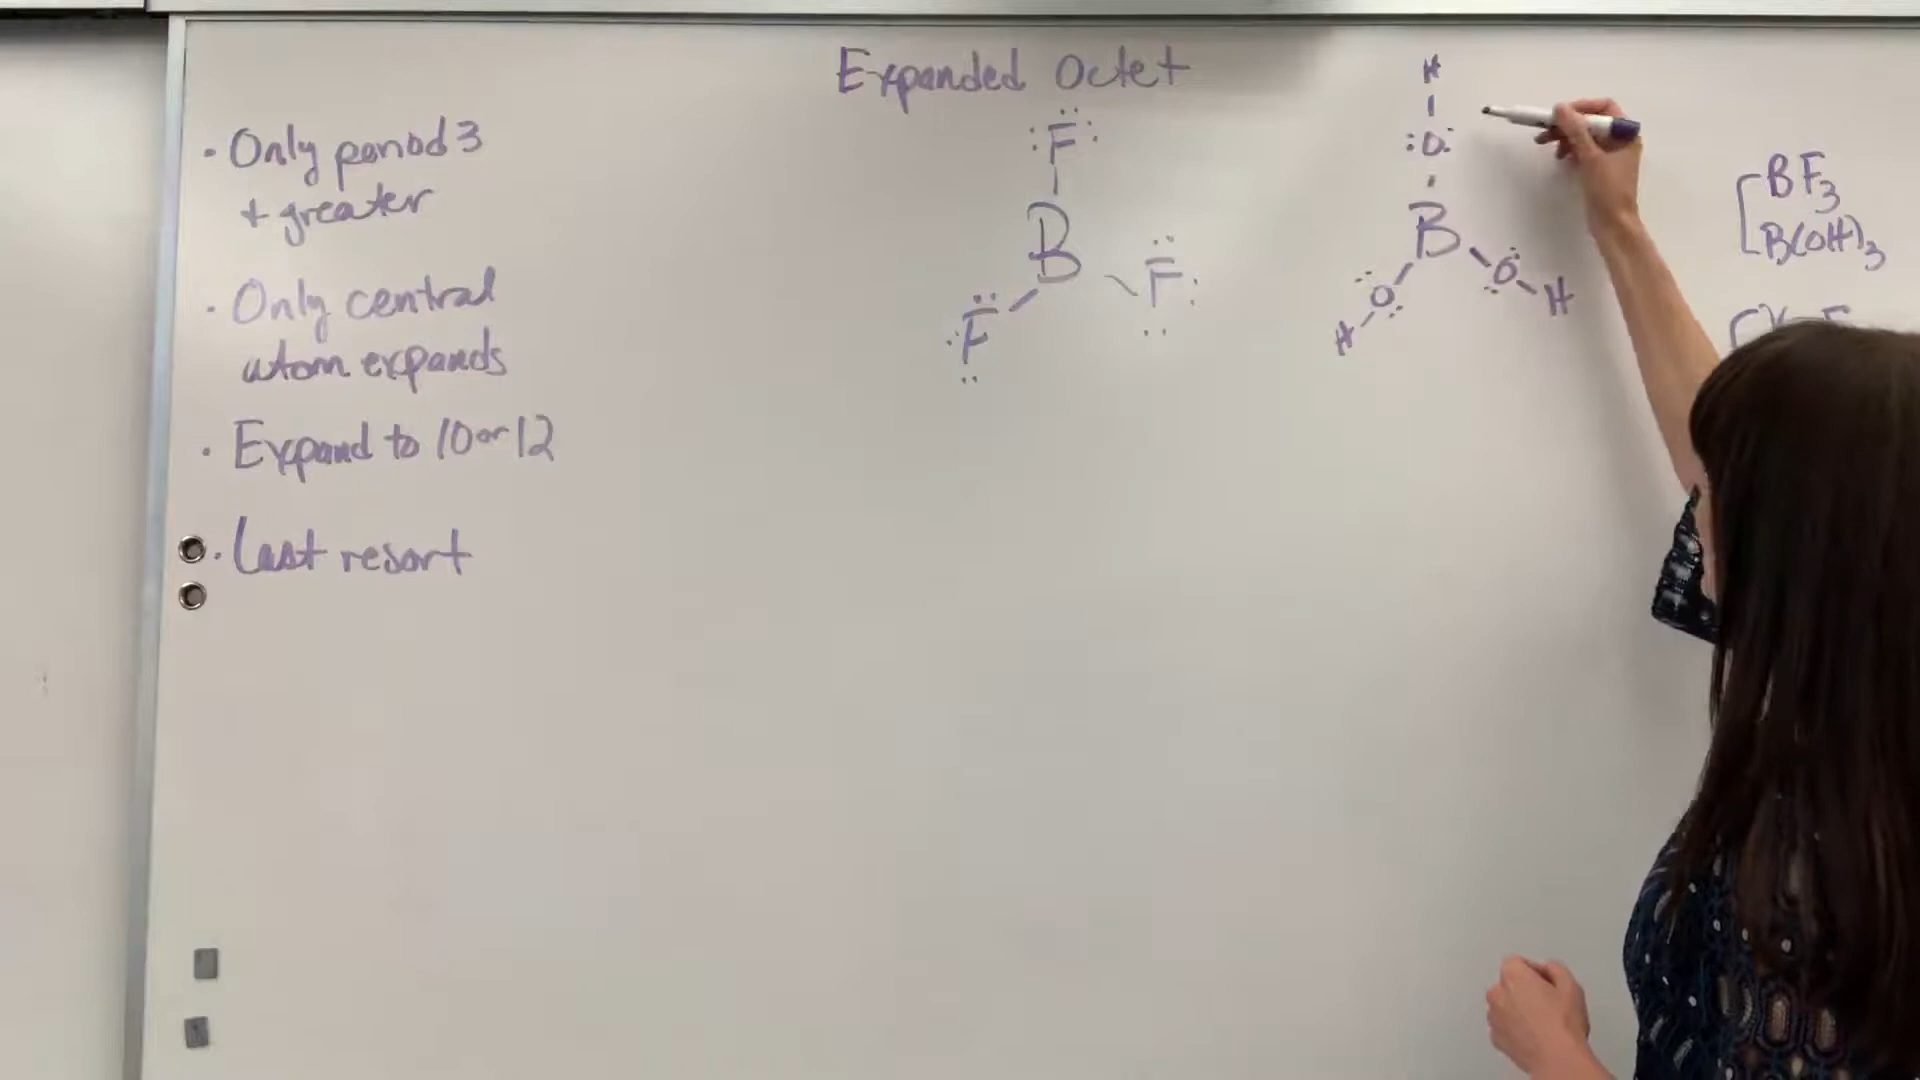 Expanded Octet
• Only period 3
+ greater
• Only central
atom expands
• Expand to 10 or 12
• Last resort
:F:
B
F
F:
H
:O:
B
O
H
O
H
BF₃
B(OH)₃